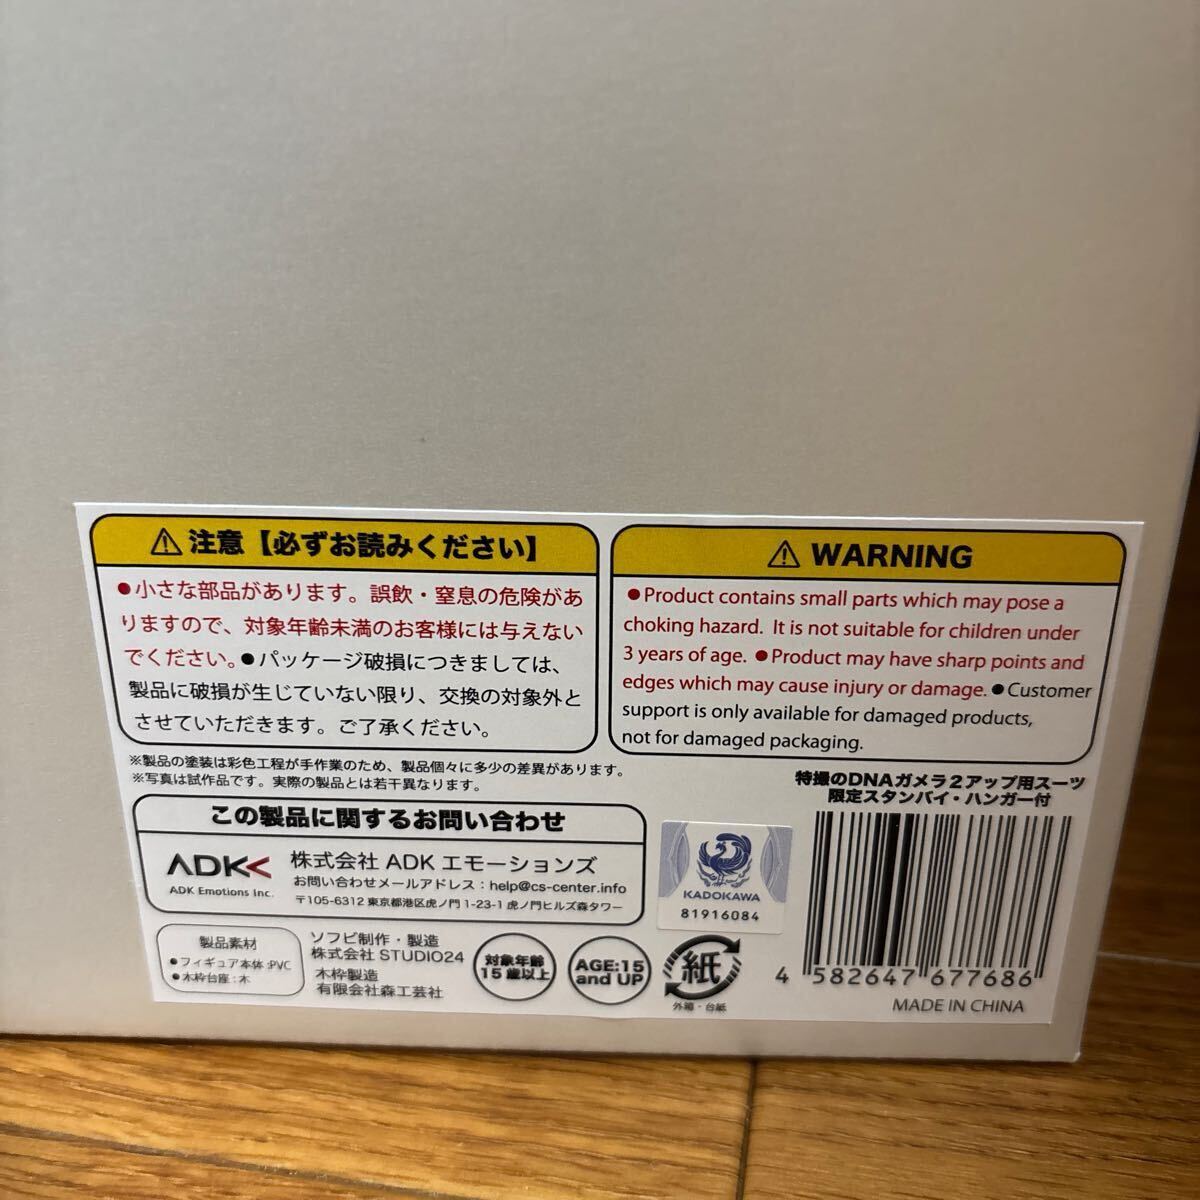 ⚠ 注意【必ずお読みください】
●小さな部品があります。誤飲・窒息の危険があ
りますので、対象年齢未満のお客様には与えない
でください。●パッケージ破損につきましては、
製品に破損が生じていない限り、交換の対象外と
させていただきます。ご了承ください。
⚠ WARNING
●Product contains small parts which may pose a
choking hazard. It is not suitable for children under
3 years of age. ●Product may have sharp points and
edges which may cause injury or damage. ●Customer
support is only available for damaged products,
not for damaged packaging.
※製品の塗装は彩色工程が手作業のため、製品個々に多少の差異があります。
※写真は試作品です。実際の製品とは若干異なります。
特撮のDNAガメラ2アップ用スーツ
限定スタンバイ・ハンガー付
この製品に関するお問い合わせ
ADK
ADK Emotions Inc.
株式会社 ADK エモーションズ
お問い合わせメールアドレス：help@cs-center.info
〒105-6312 東京都港区虎ノ門 1-23-1 虎ノ門ヒルズ森タワー
KADOKAWA
81916084
製品素材
●フィギュア本体:PVC
●木枠台座:木
ソフビ制作・製造
株式会社 STUDIO24
木枠製造
有限会社森工芸社
対象年齢
15歳以上
AGE:15
and UP
紙
外箱・台紙
4 582647 677686
MADE IN CHINA